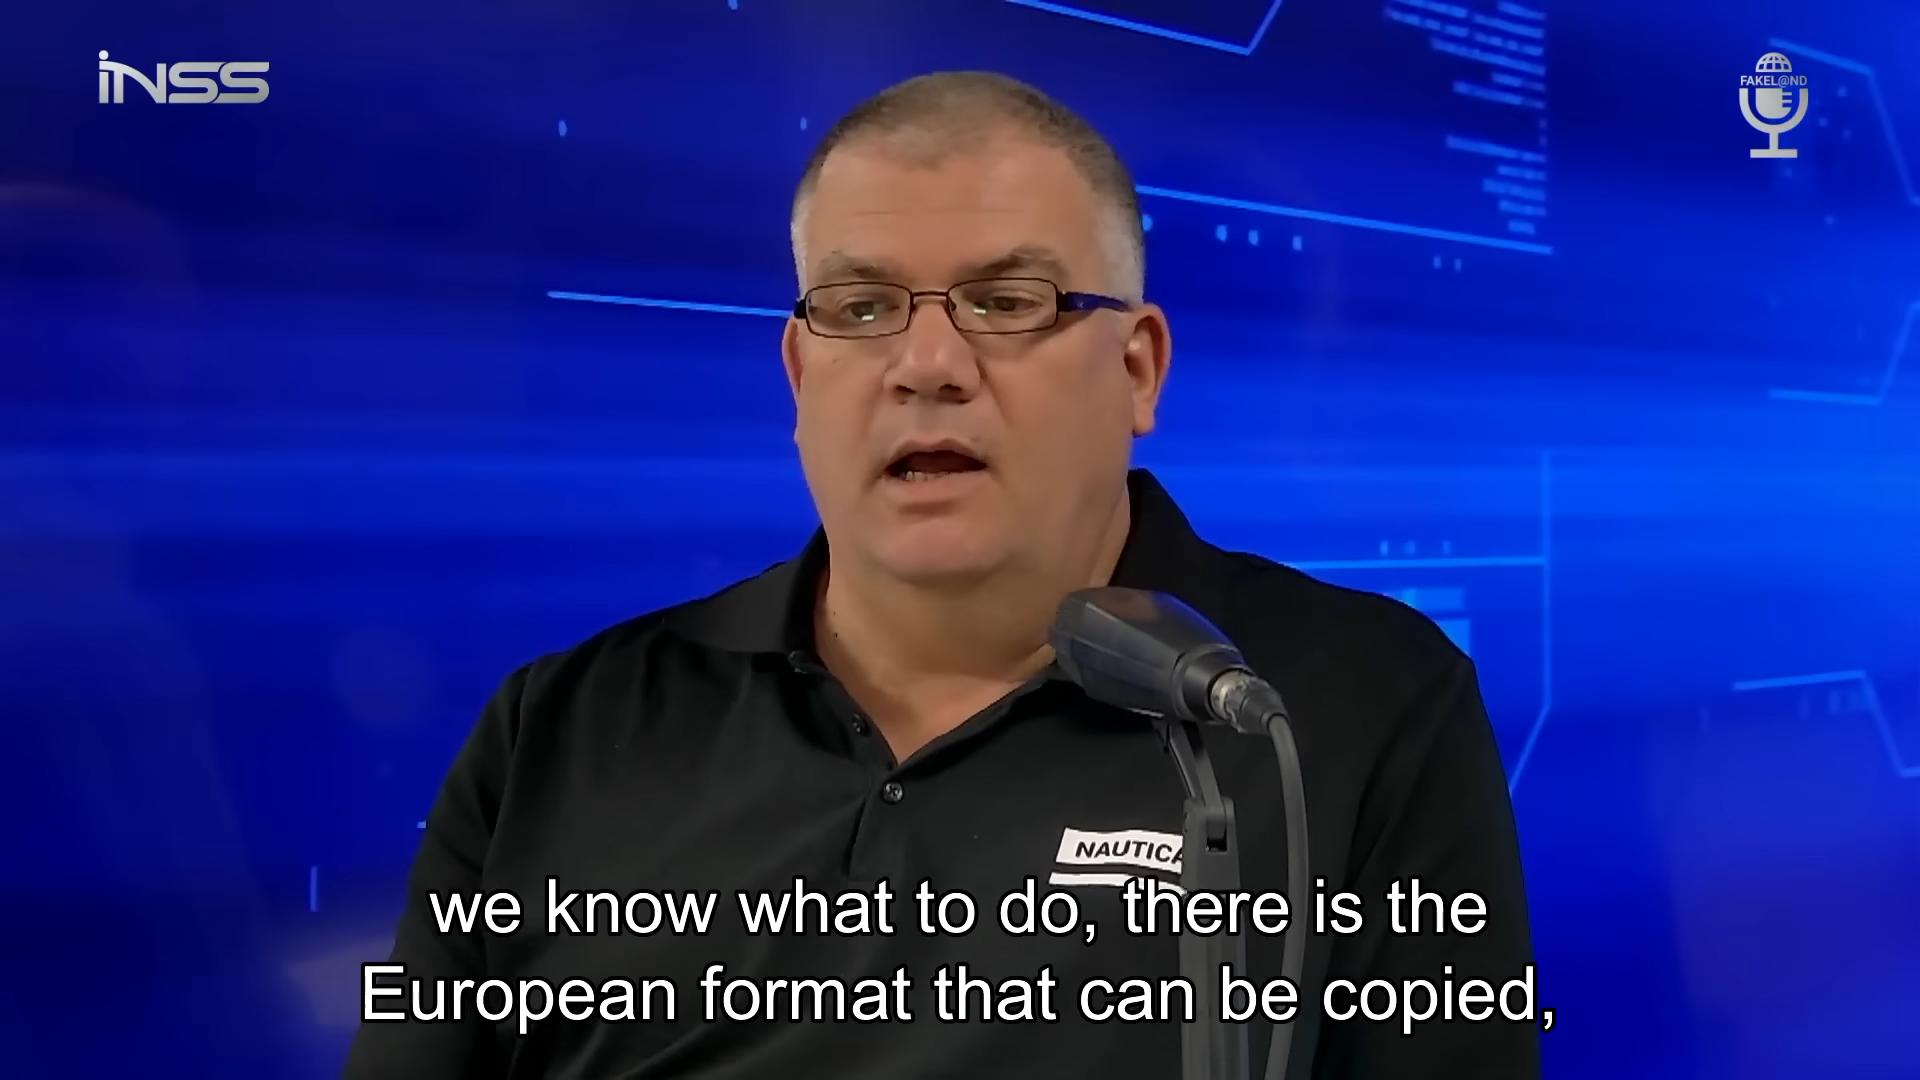 iNSS
FAKEL@ND
NAUTICA
we know what to do, there is the
European format that can be copied,